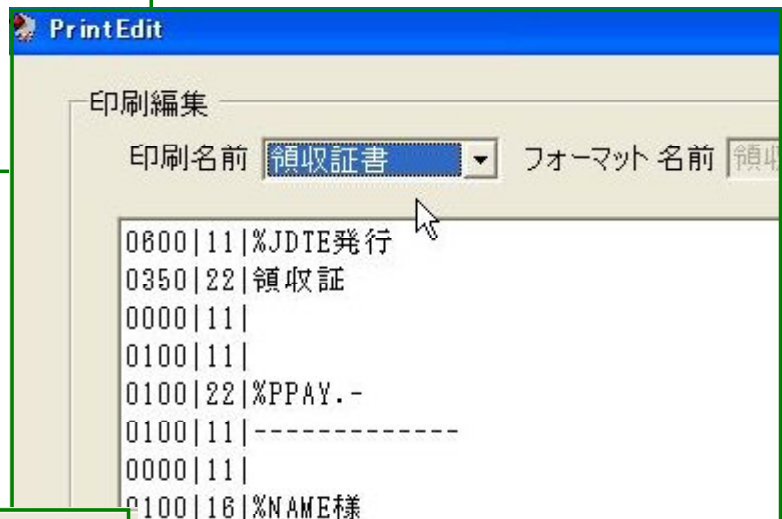 PrintEdit
印刷編集
印刷名前 領収証書 フォーマット 名前 領収
0600|11|%JDTE発行
0350|22|領収証
0000|11|
0100|11|
0100|22|%PPAY.-
0100|11|-------------
0000|11|
0100|16|%NAME様